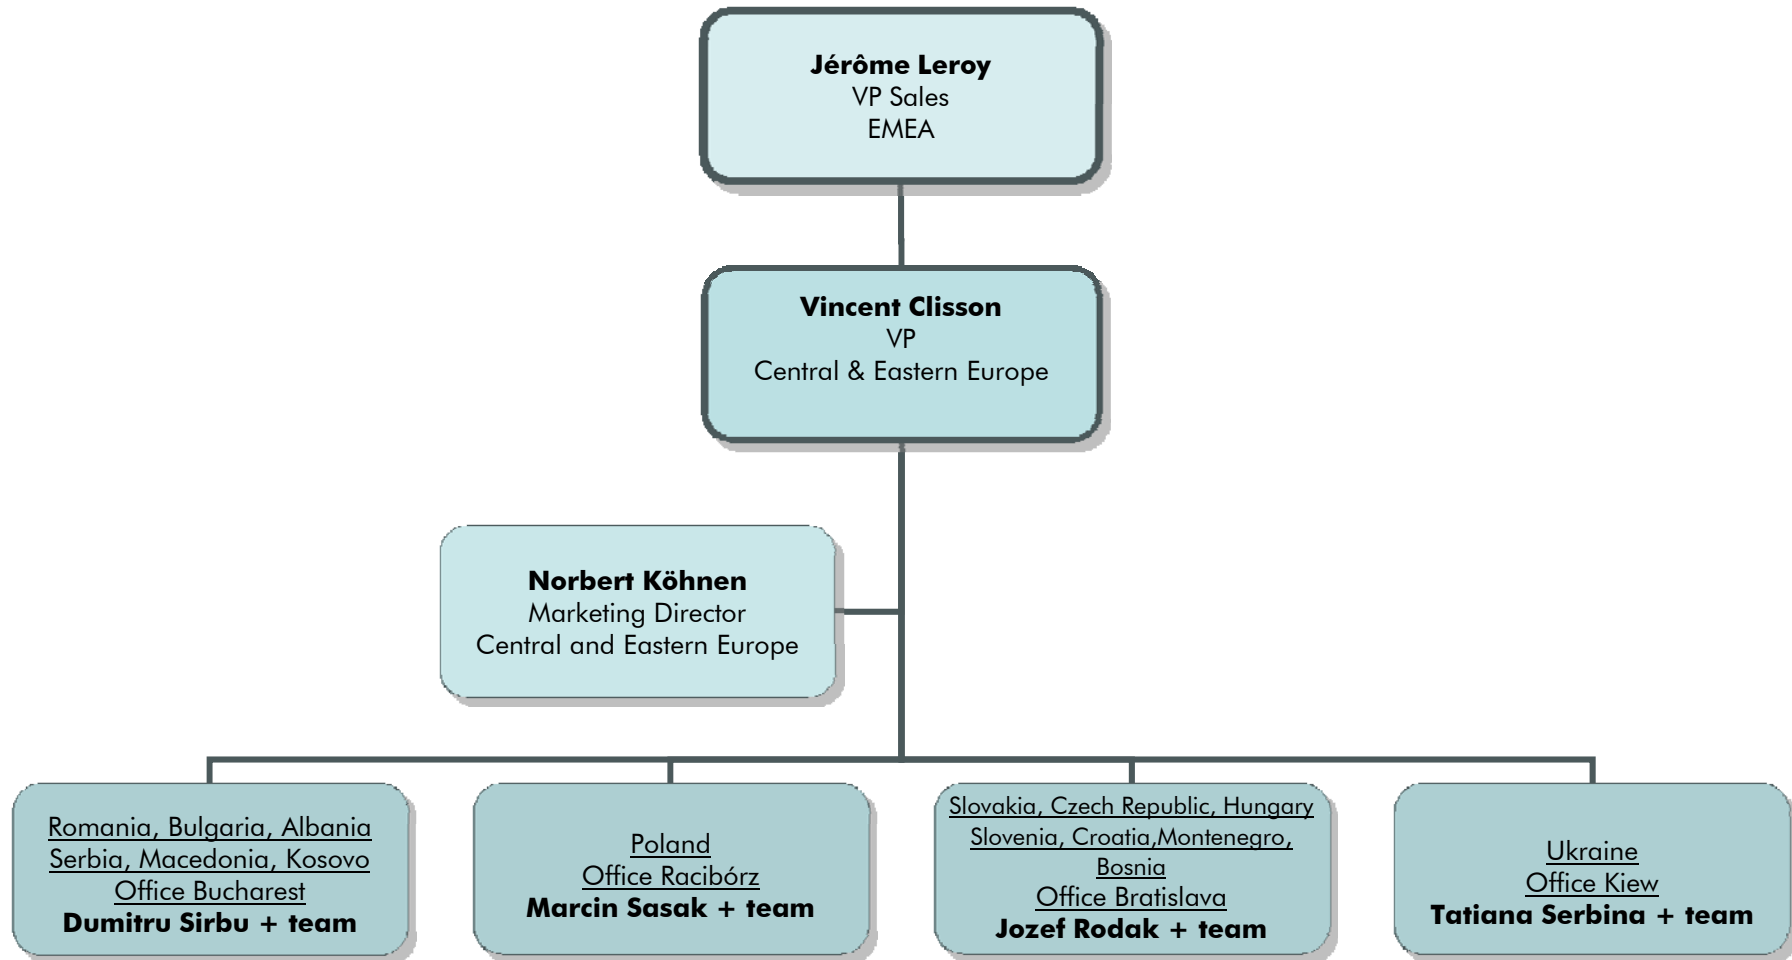 Jérôme Leroy
VP Sales
EMEA
Vincent Clisson
VP
Central & Eastern Europe
Norbert Köhnen
Marketing Director
Central and Eastern Europe
Romania, Bulgaria, Albania
Serbia, Macedonia, Kosovo
Office Bucharest
Dumitru Sirbu + team
Poland
Office Racibórz
Marcin Sasak + team
Slovakia, Czech Republic, Hungary
Slovenia, Croatia,Montenegro,
Bosnia
Office Bratislava
Jozef Rodak + team
Ukraine
Office Kiew
Tatiana Serbina + team